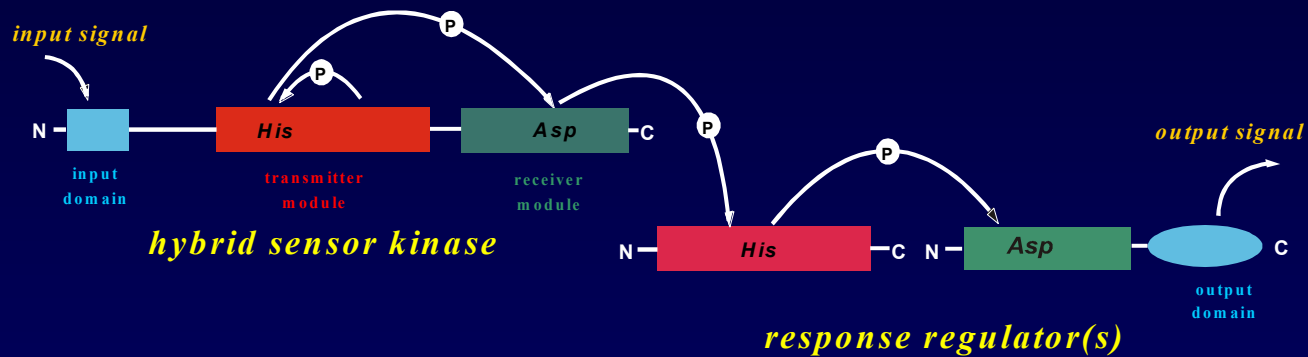 input signal
P
P
N
His
Asp
C
input
domain
transmitter
module
receiver
module
hybrid sensor kinase
P
P
output signal
N
His
C
N
Asp
C
output
domain
response regulator(s)